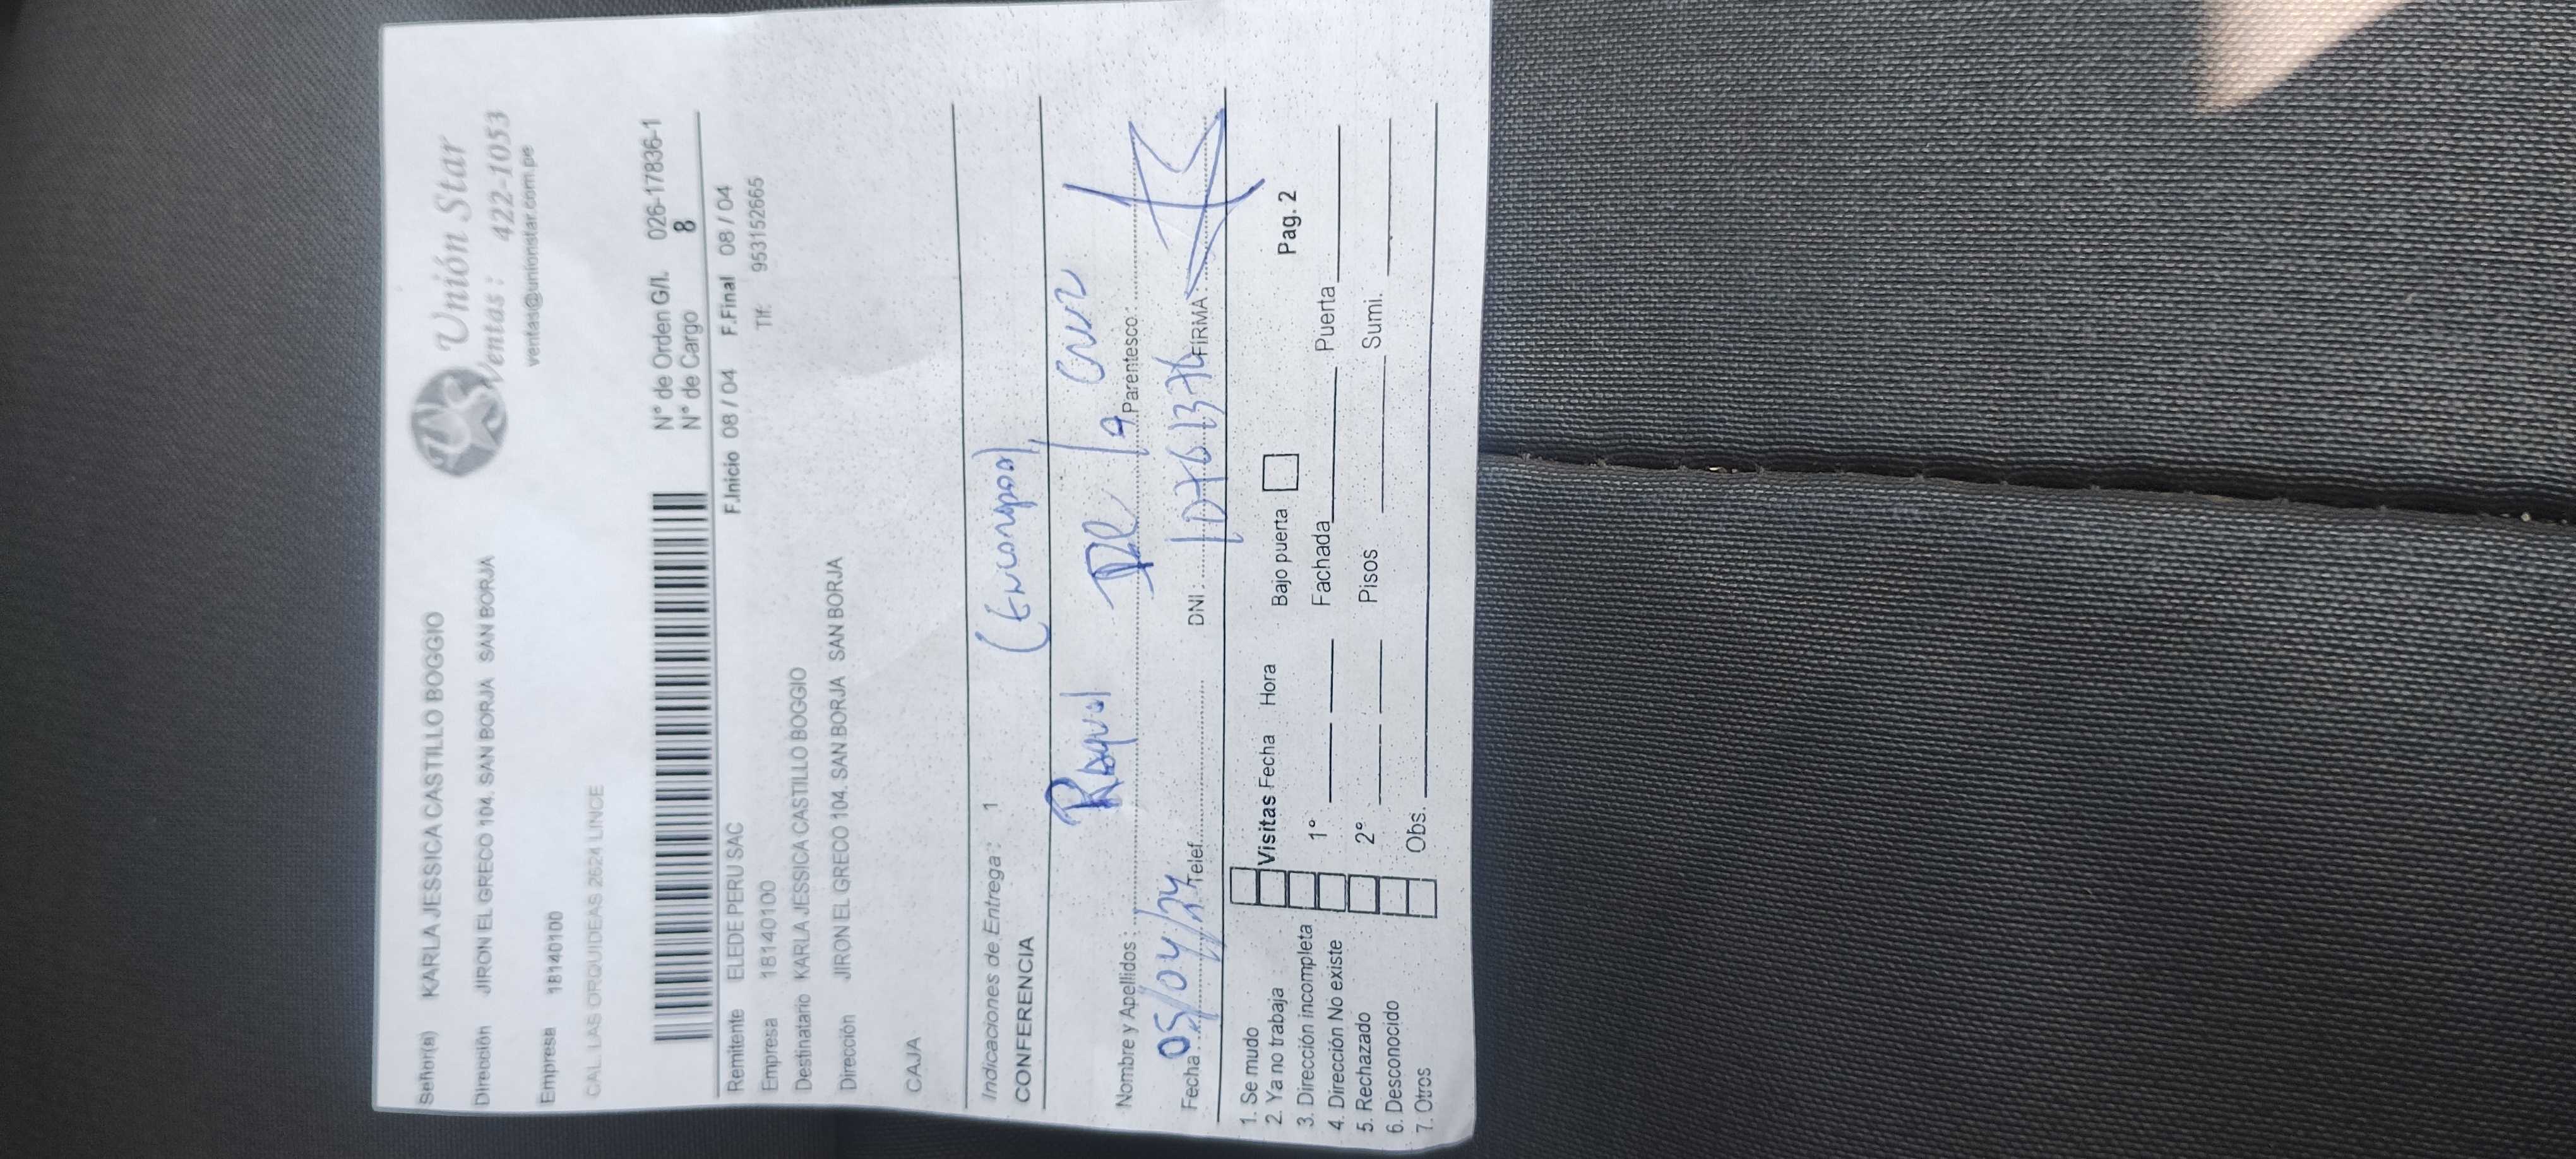 Señor(a) KARLA JESSICA CASTILLO BOGGIO
Unión Star
Ventas : 422-1053
ventas@unionstar.com.pe
Dirección JIRON EL GRECO 104. SAN BORJA SAN BORJA
Empresa 18140100
CAL. LAS ORQUIDEAS 2624 LINCE
N° de Orden G/I. 026-17836-1
N° de Cargo 8
Remitente ELEDE PERU SAC F.Inicio 08 / 04 F.Final 08 / 04
Empresa 18140100 Tlf: 953152665
Destinatario KARLA JESSICA CASTILLO BOGGIO
Dirección JIRON EL GRECO 104. SAN BORJA SAN BORJA
CAJA
Indicaciones de Entrega : 1
CONFERENCIA
Nombre y Apellidos : Raquel De la Cruz Parentesco :
Fecha : 05/04/24 Telef. DNI : FIRMA :
1. Se mudo
2. Ya no trabaja Visitas Fecha Hora Bajo puerta Pag. 2
3. Dirección incompleta
4. Dirección No existe 1° Fachada Puerta
5. Rechazado 2° Pisos Sumi.
6. Desconocido
7. Otros Obs.